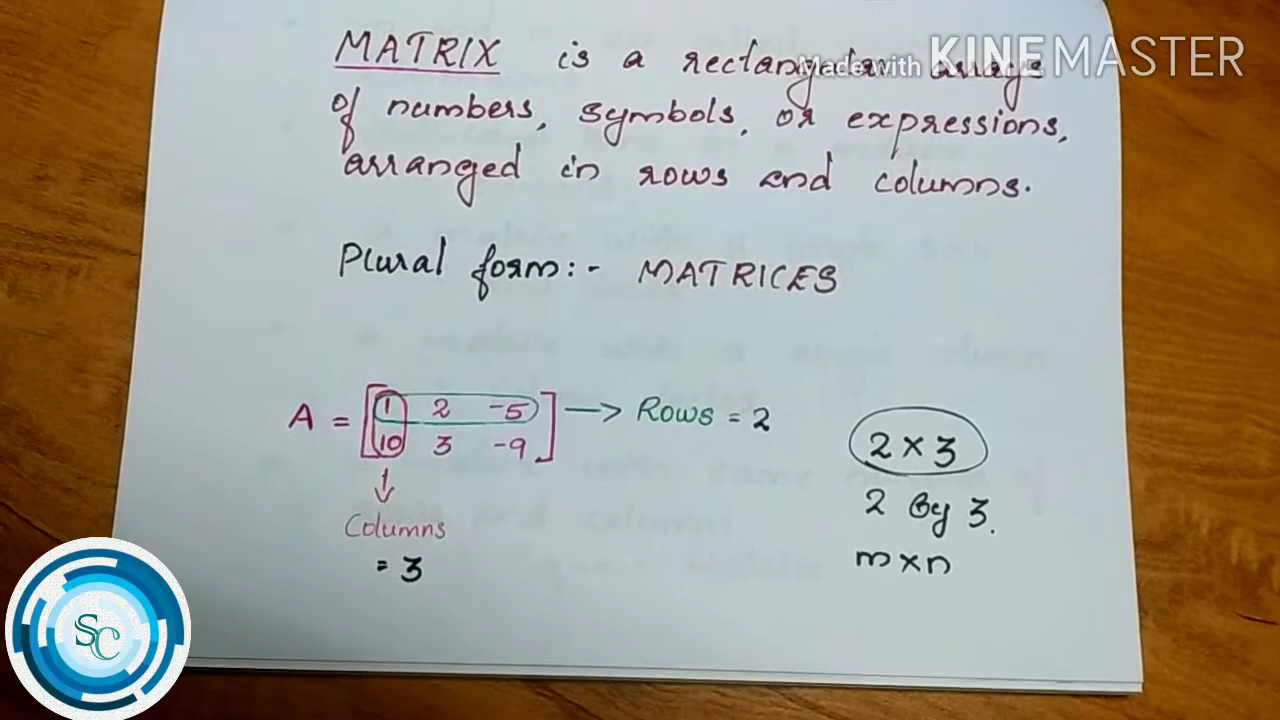 MATRIX is a rectangular arrays
Made with KINEMASTER
of numbers, symbols, or expressions,
arranged in rows and columns.
Plural form:- MATRICES
A = [1 2 -5 → Rows = 2
10 3 -9]
2 × 3
2 By 3.
Columns
= 3
m×n
SC